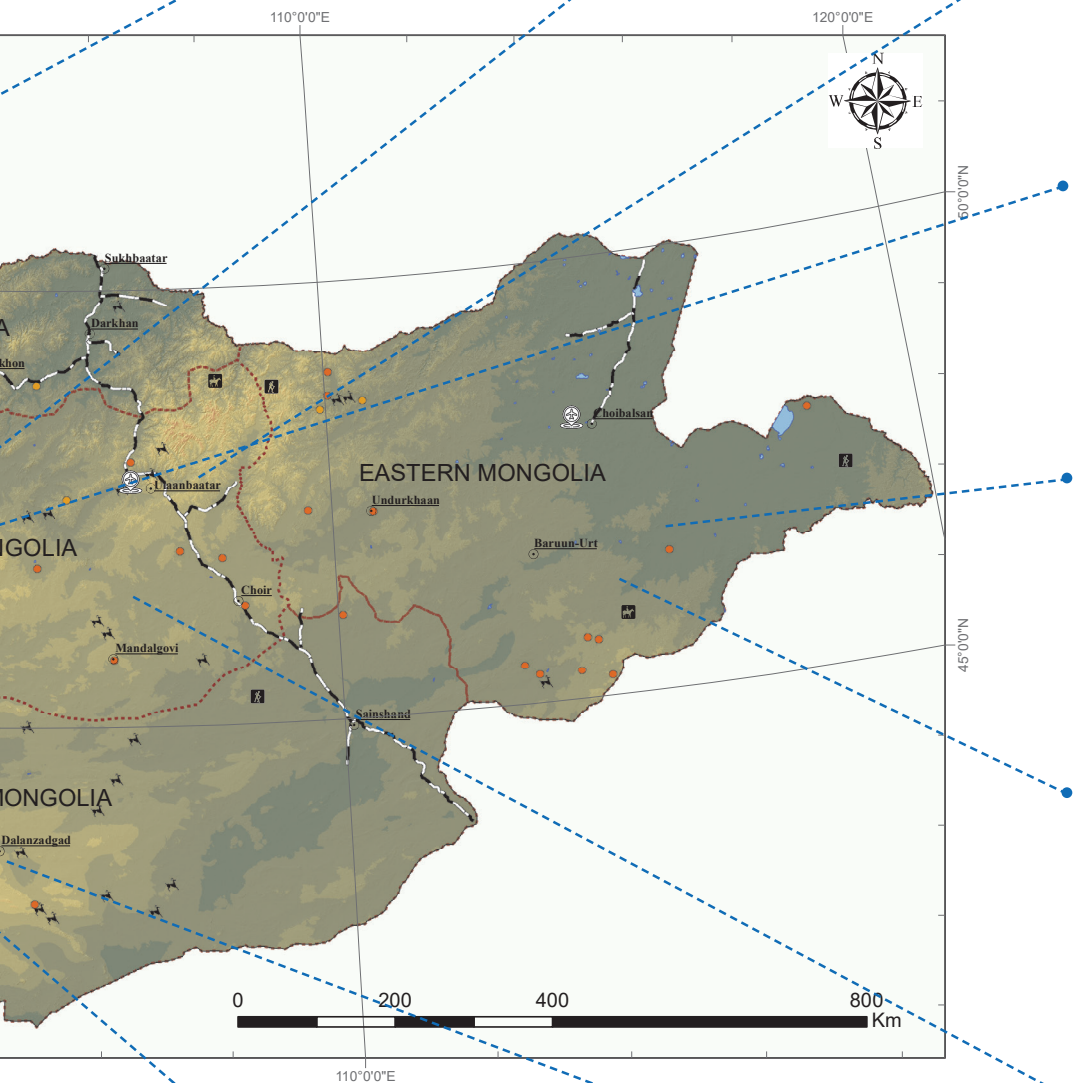 110°0'0"E
120°0'0"E
N
W
E
S
50°0'0"N
Sukhbaatar
A
Darkhan
khon
Choibalsan
EASTERN MONGOLIA
Ulaanbaatar
Undurkhaan
NGOLIA
Baruun-Urt
Choir
Mandalgovi
45°0'0"N
Sainshand
MONGOLIA
Dalanzadgad
0
200
400
800
Km
110°0'0"E